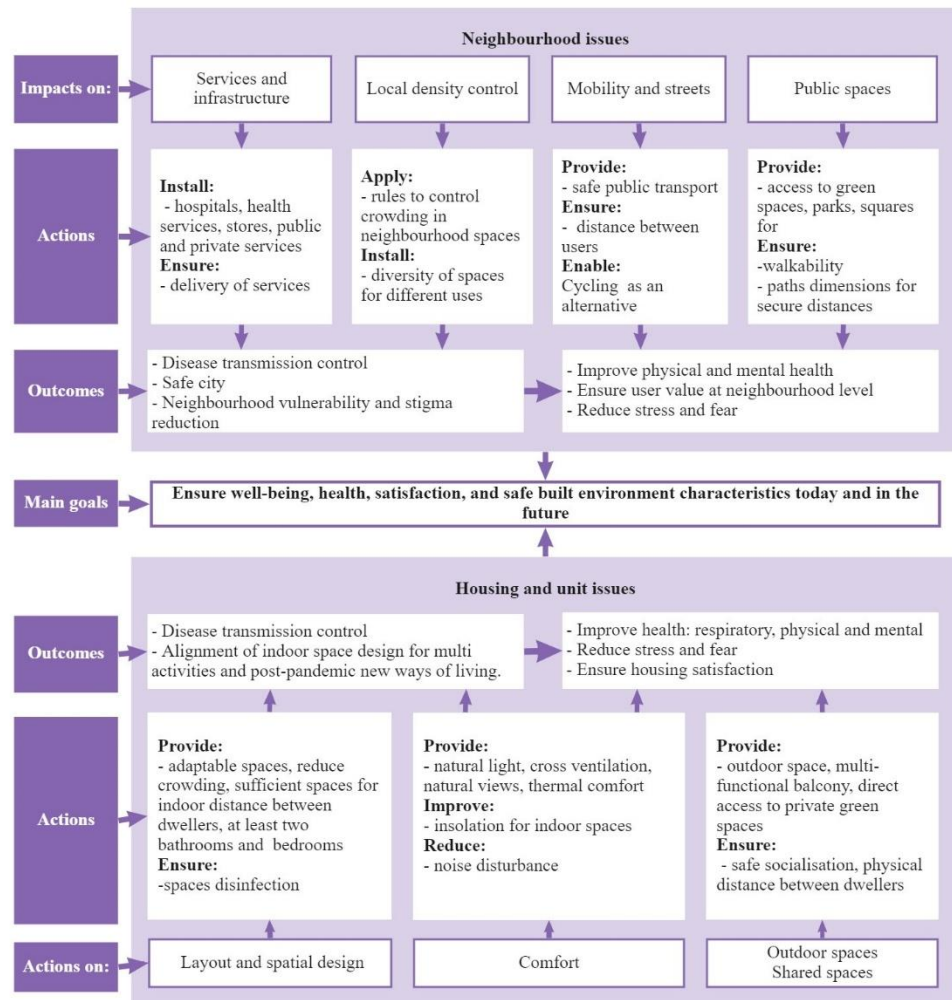 Neighbourhood issues
Impacts on:
Services and
infrastructure
Local density control
Mobility and streets
Public spaces
Actions
Install:
- hospitals, health
services, stores, public
and private services
Ensure:
- delivery of services
Apply:
- rules to control
crowding in
neighbourhood spaces
Install:
- diversity of spaces
for different uses
Provide:
- safe public transport
Ensure:
- distance between
users
Enable:
Cycling as an
alternative
Provide:
- access to green
spaces, parks, squares
for
Ensure:
-walkability
- paths dimensions for
secure distances
Outcomes
- Disease transmission control
- Safe city
- Neighbourhood vulnerability and stigma
reduction
- Improve physical and mental health
- Ensure user value at neighbourhood level
- Reduce stress and fear
Main goals
Ensure well-being, health, satisfaction, and safe built environment characteristics today and in the
future
Housing and unit issues
Outcomes
- Disease transmission control
- Alignment of indoor space design for multi
activities and post-pandemic new ways of living.
- Improve health: respiratory, physical and mental
- Reduce stress and fear
- Ensure housing satisfaction
Actions
Provide:
- adaptable spaces, reduce
crowding, sufficient spaces for
indoor distance between
dwellers, at least two
bathrooms and bedrooms
Ensure:
-spaces disinfection
Provide:
- natural light, cross ventilation,
natural views, thermal comfort
Improve:
- insolation for indoor spaces
Reduce:
- noise disturbance
Provide:
- outdoor space, multi-
functional balcony, direct
access to private green
spaces
Ensure:
- safe socialisation, physical
distance between dwellers
Actions on:
Layout and spatial design
Comfort
Outdoor spaces
Shared spaces